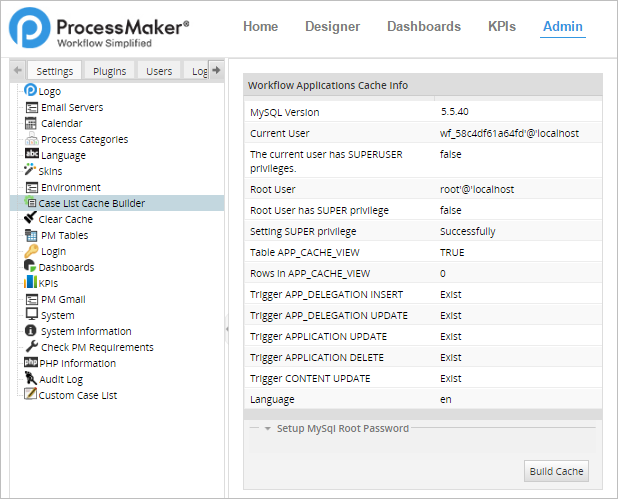 ProcessMaker®
Workflow Simplified
Home Designer Dashboards KPIs Admin
Settings Plugins Users Log
Logo
Email Servers
Calendar
Process Categories
abc Language
Skins
Environment
Case List Cache Builder
Clear Cache
PM Tables
Login
Dashboards
KPIs
PM Gmail
System
System Information
Check PM Requirements
php PHP Information
Audit Log
Custom Case List
Workflow Applications Cache Info
MySQL Version 5.5.40
Current User wf_58c4df61a64fd'@'localhost
The current user has SUPERUSER false
privileges.
Root User root'@'localhost
Root User has SUPER privilege false
Setting SUPER privilege Successfully
Table APP_CACHE_VIEW TRUE
Rows in APP_CACHE_VIEW 0
Trigger APP_DELEGATION INSERT Exist
Trigger APP_DELEGATION UPDATE Exist
Trigger APPLICATION UPDATE Exist
Trigger APPLICATION DELETE Exist
Trigger CONTENT UPDATE Exist
Language en
Setup MySql Root Password
Build Cache